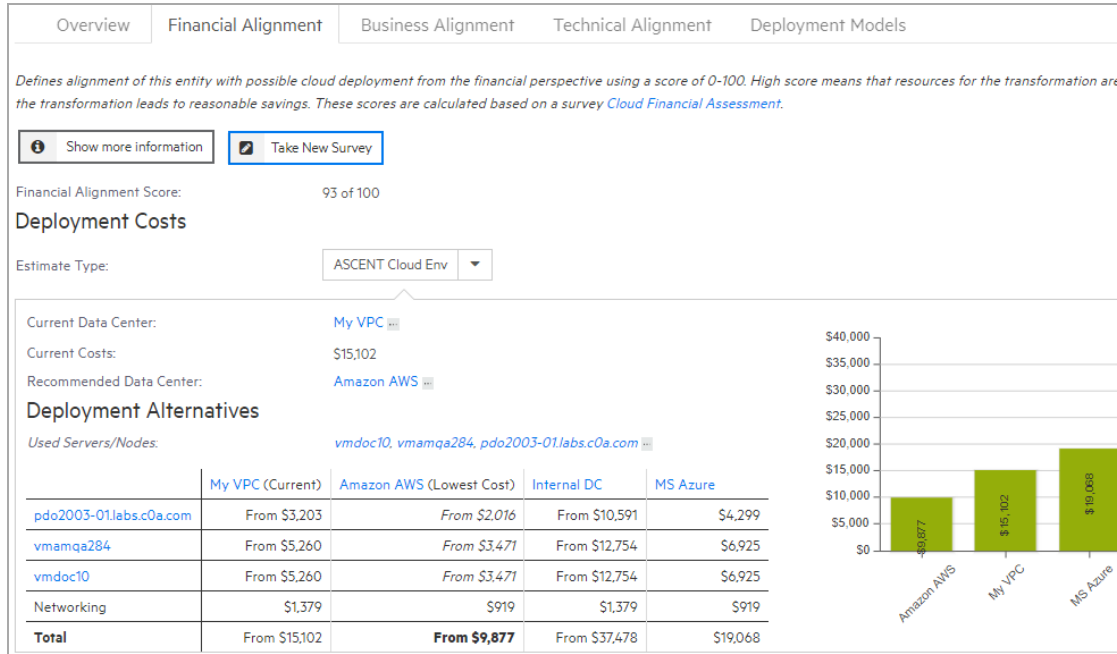 Overview Financial Alignment Business Alignment Technical Alignment Deployment Models
Defines alignment of this entity with possible cloud deployment from the financial perspective using a score of 0-100. High score means that resources for the transformation are
the transformation leads to reasonable savings. These scores are calculated based on a survey Cloud Financial Assessment.
Show more information Take New Survey
Financial Alignment Score: 93 of 100
Deployment Costs
Estimate Type: ASCENT Cloud Env
Current Data Center: My VPC ...
Current Costs: $15,102
Recommended Data Center: Amazon AWS ...
Deployment Alternatives
Used Servers/Nodes: vmdoc10, vmamqa284, pdo2003-01.labs.c0a.com ...
My VPC (Current) Amazon AWS (Lowest Cost) Internal DC MS Azure
pdo2003-01.labs.c0a.com From $3,203 From $2,016 From $10,591 $4,299
vmamqa284 From $5,260 From $3,471 From $12,754 $6,925
vmdoc10 From $5,260 From $3,471 From $12,754 $6,925
Networking $1,379 $919 $1,379 $919
Total From $15,102 From $9,877 From $37,478 $19,068
$40,000
$35,000
$30,000
$25,000
$20,000
$15,000
$10,000
$5,000
$0
$9,877
$15,102
$19,068
Amazon AWS
My VPC
MS Azure